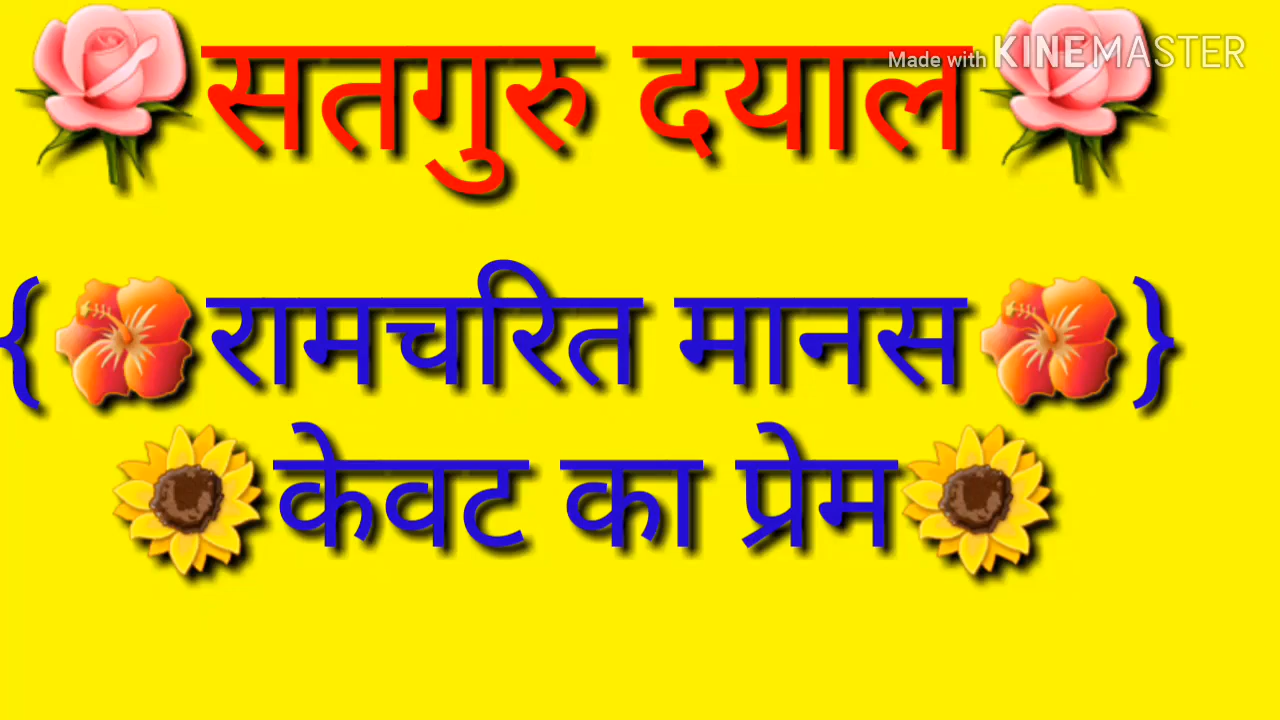 🌹सतगुरु दयाल🌹
Made with KINEMASTER
{🌺रामचरित मानस🌺}
🌻केवट का प्रेम🌻